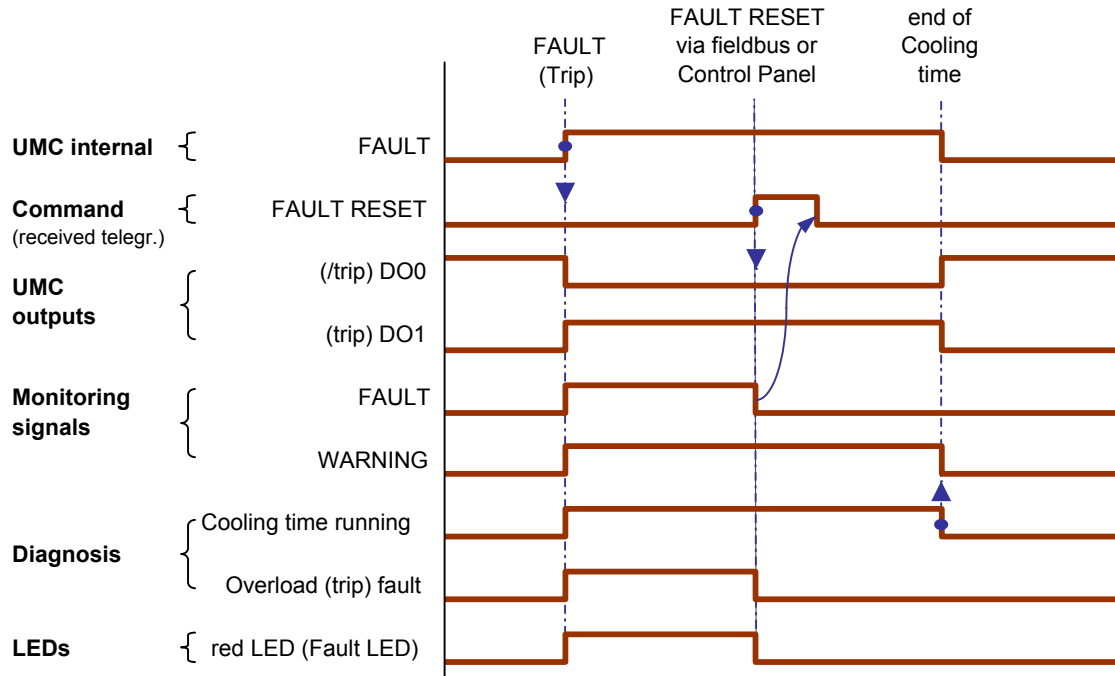 FAULT
(Trip)
FAULT RESET
via fieldbus or
Control Panel
end of
Cooling
time
UMC internal
FAULT
Command
(received telegr.)
FAULT RESET
UMC
outputs
(/trip) DO0
(trip) DO1
Monitoring
signals
FAULT
WARNING
Diagnosis
Cooling time running
Overload (trip) fault
LEDs
red LED (Fault LED)